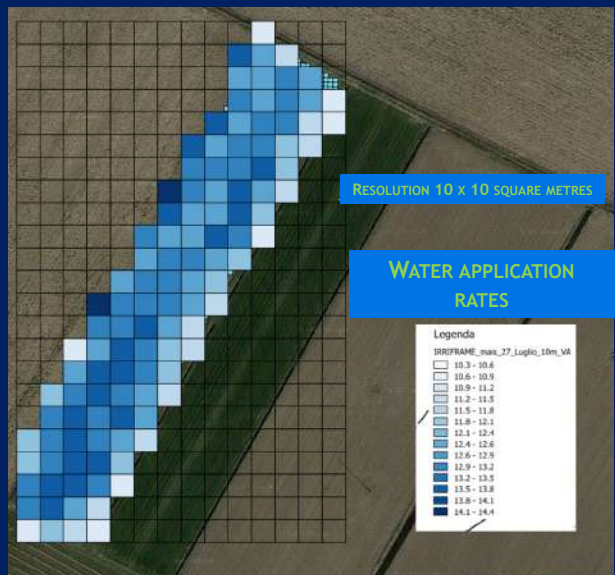 RESOLUTION 10 X 10 SQUARE METRES
WATER APPLICATION
RATES
Legenda
IRRIFRAME_mais_27_Luglio_10m_VA
10.3 - 10.6
10.6 - 10.9
10.9 - 11.2
11.2 - 11.5
11.5 - 11.8
11.8 - 12.1
12.1 - 12.4
12.4 - 12.6
12.6 - 12.9
12.9 - 13.2
13.2 - 13.5
13.5 - 13.8
13.8 - 14.1
14.1 - 14.4